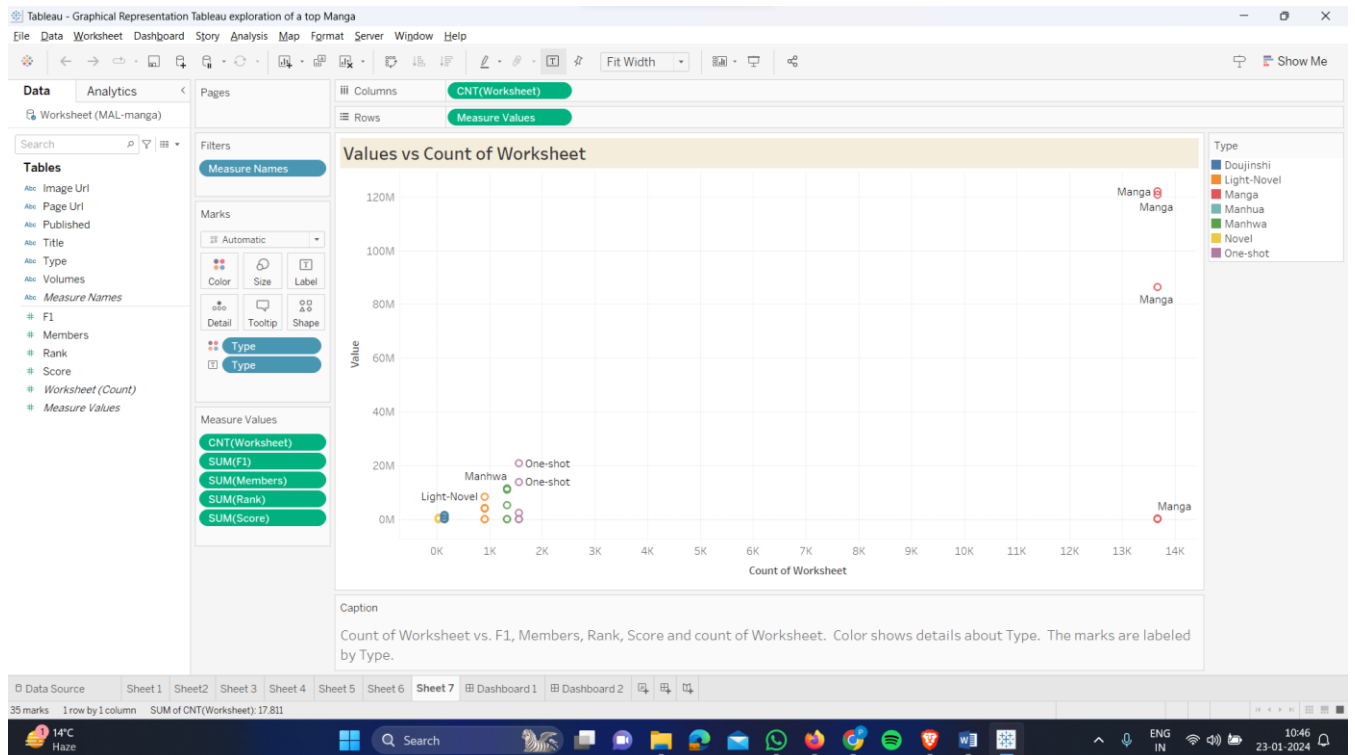 Tableau - Graphical Representation Tableau exploration of a top Manga
File Data Worksheet Dashboard Story Analysis Map Format Server Window Help
Fit Width
Show Me
Data Analytics
Worksheet (MAL-manga)
Search
Tables
Abc Image Url
Abc Page Url
Abc Published
Abc Title
Abc Type
Abc Volumes
Abc Measure Names
# F1
# Members
# Rank
# Score
# Worksheet (Count)
# Measure Values
Pages
Filters
Measure Names
Marks
Automatic
Color Size Label
Detail Tooltip Shape
Type
Type
Measure Values
CNT(Worksheet)
SUM(F1)
SUM(Members)
SUM(Rank)
SUM(Score)
Columns CNT(Worksheet)
Rows Measure Values
Values vs Count of Worksheet
120M
100M
80M
60M
40M
20M
0M
Value
Manga
Manga
Manga
One-shot
Manhwa
One-shot
Light-Novel
Manga
0K 1K 2K 3K 4K 5K 6K 7K 8K 9K 10K 11K 12K 13K 14K
Count of Worksheet
Type
Doujinshi
Light-Novel
Manga
Manhua
Manhwa
Novel
One-shot
Caption
Count of Worksheet vs. F1, Members, Rank, Score and count of Worksheet. Color shows details about Type. The marks are labeled
by Type.
Data Source Sheet 1 Sheet2 Sheet 3 Sheet 4 Sheet 5 Sheet 6 Sheet 7 Dashboard 1 Dashboard 2
35 marks 1 row by 1 column SUM of CNT(Worksheet): 17,811
1
14°C
Haze
Search
ENG
IN
10:46
23-01-2024